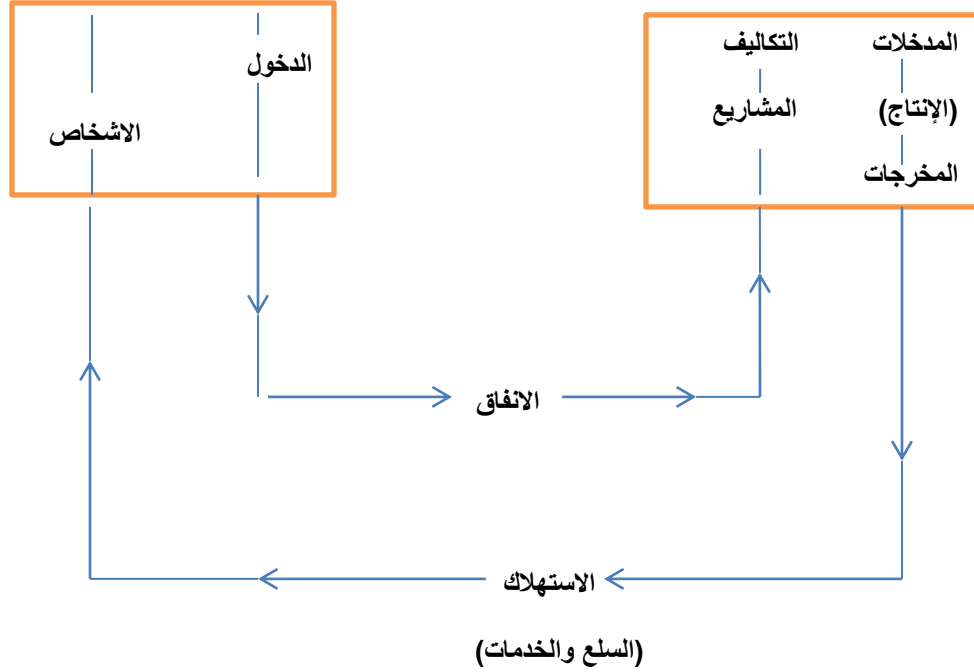 المدخلات
(الإنتاج)
المخرجات
التكاليف
المشاريع
الدخول
الاشخاص
الانفاق
الاستهلاك
(السلع والخدمات)